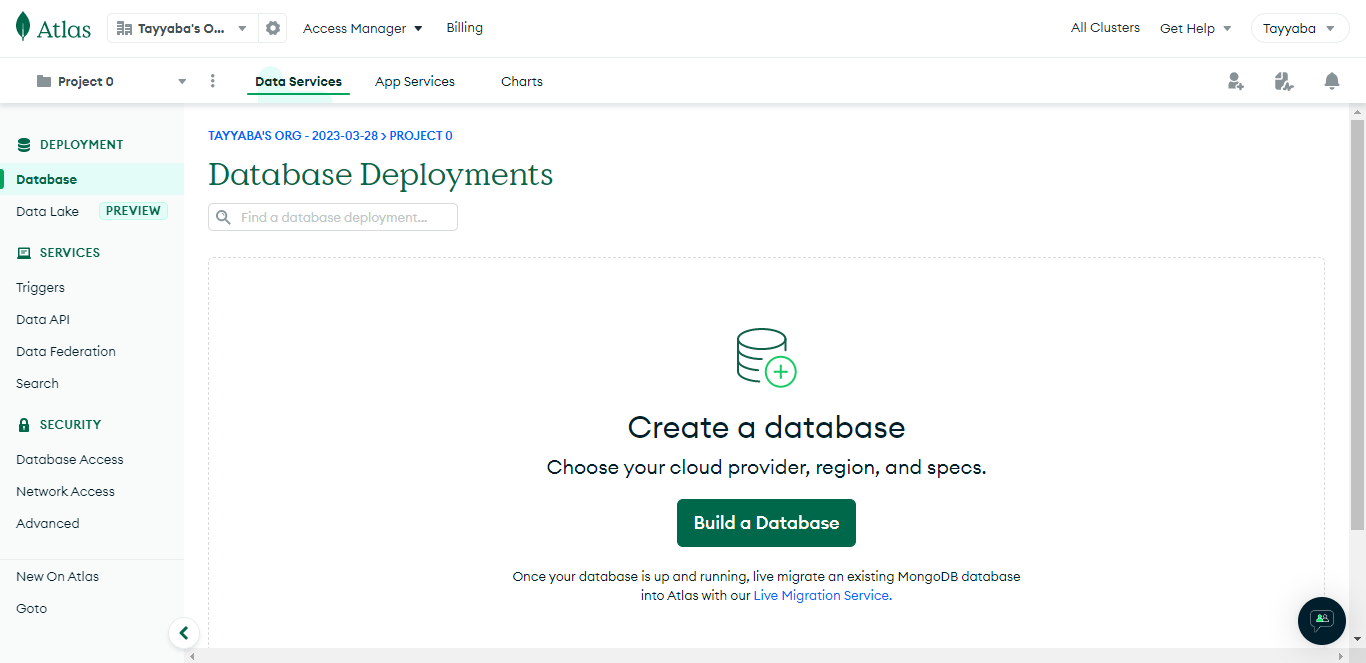 Atlas
Tayyaba's O...
Access Manager
Billing
All Clusters
Get Help
Tayyaba
Project 0
Data Services
App Services
Charts
DEPLOYMENT
Database
Data Lake PREVIEW
SERVICES
Triggers
Data API
Data Federation
Search
SECURITY
Database Access
Network Access
Advanced
New On Atlas
Goto
TAYYABA'S ORG - 2023-03-28 > PROJECT 0
Database Deployments
Find a database deployment...
Create a database
Choose your cloud provider, region, and specs.
Build a Database
Once your database is up and running, live migrate an existing MongoDB database
into Atlas with our Live Migration Service.